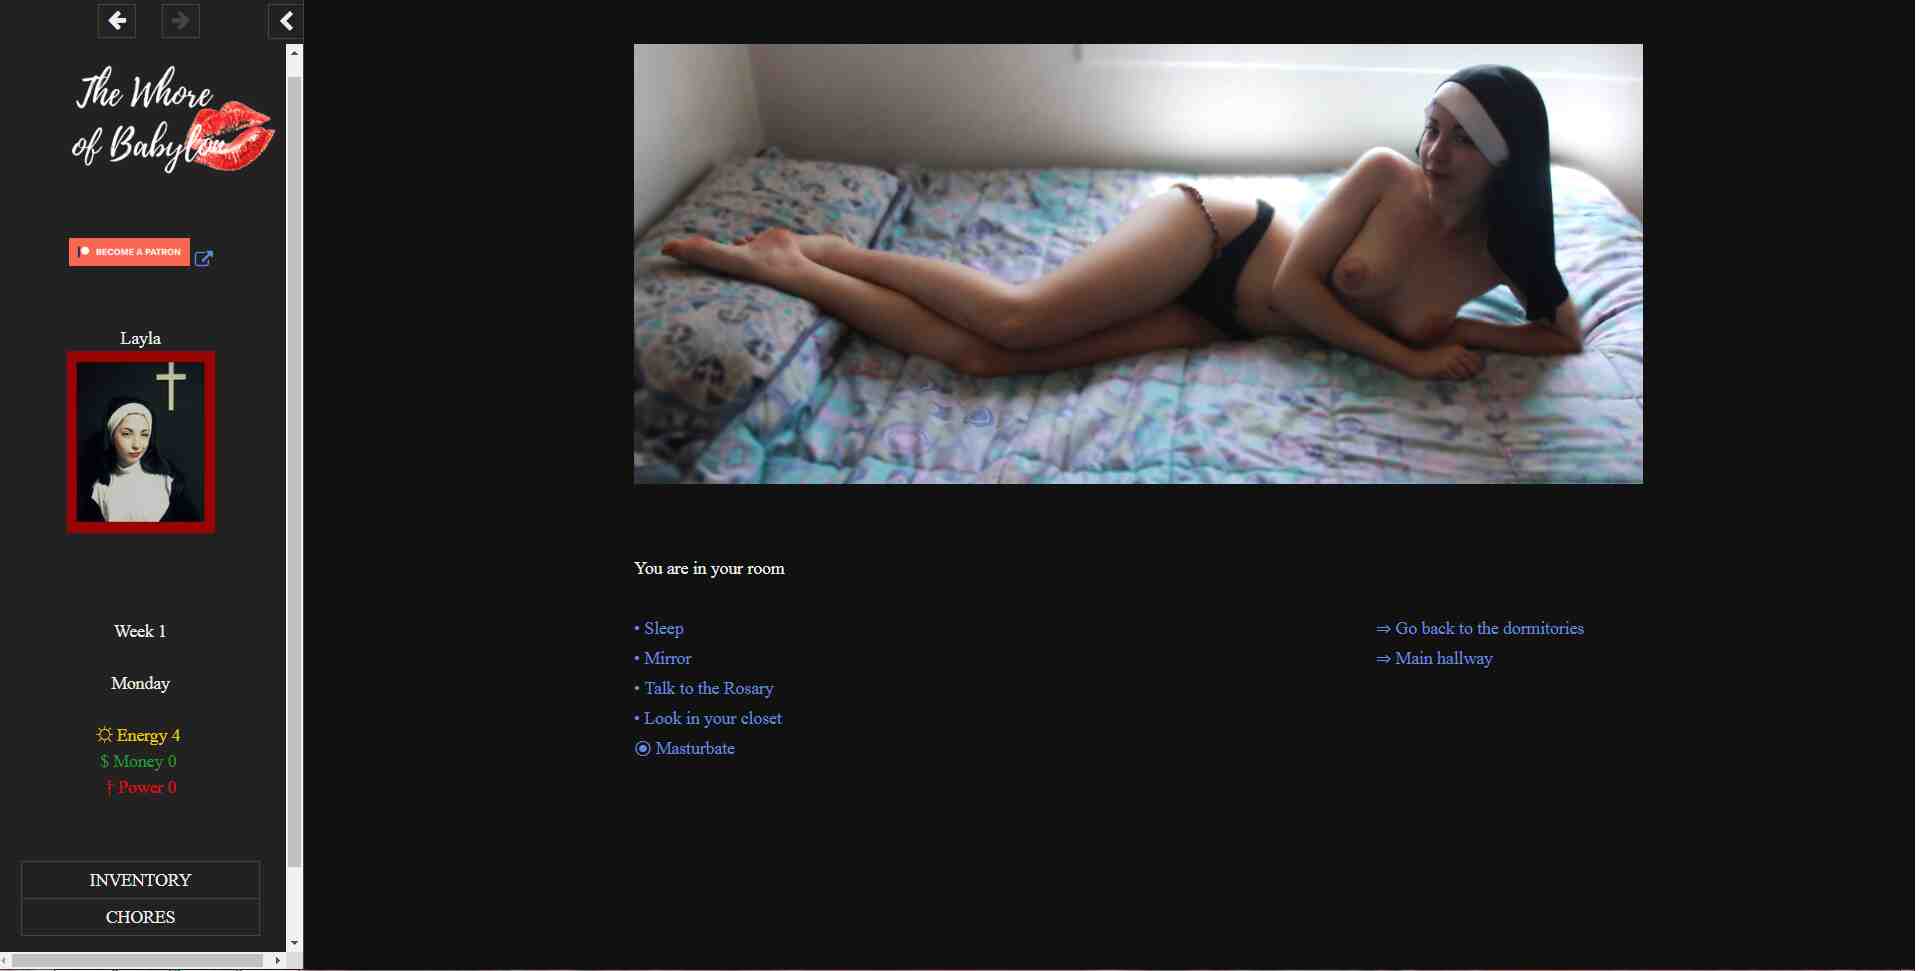 The Whore
of Babylon
BECOME A PATRON
Layla
Week 1
Monday
☼ Energy 4
$ Money 0
† Power 0
INVENTORY
CHORES
You are in your room
• Sleep
• Mirror
• Talk to the Rosary
• Look in your closet
◉ Masturbate
⇒ Go back to the dormitories
⇒ Main hallway